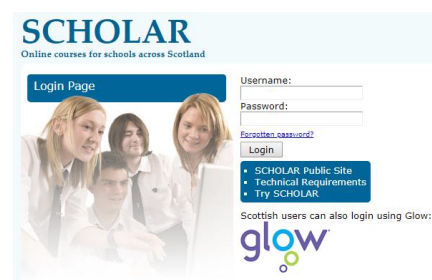 SCHOLAR
Online courses for schools across Scotland
Login Page
Username:
Password:
Forgotten password?
Login
SCHOLAR Public Site
Technical Requirements
Try SCHOLAR
Scottish users can also login using Glow:
glow